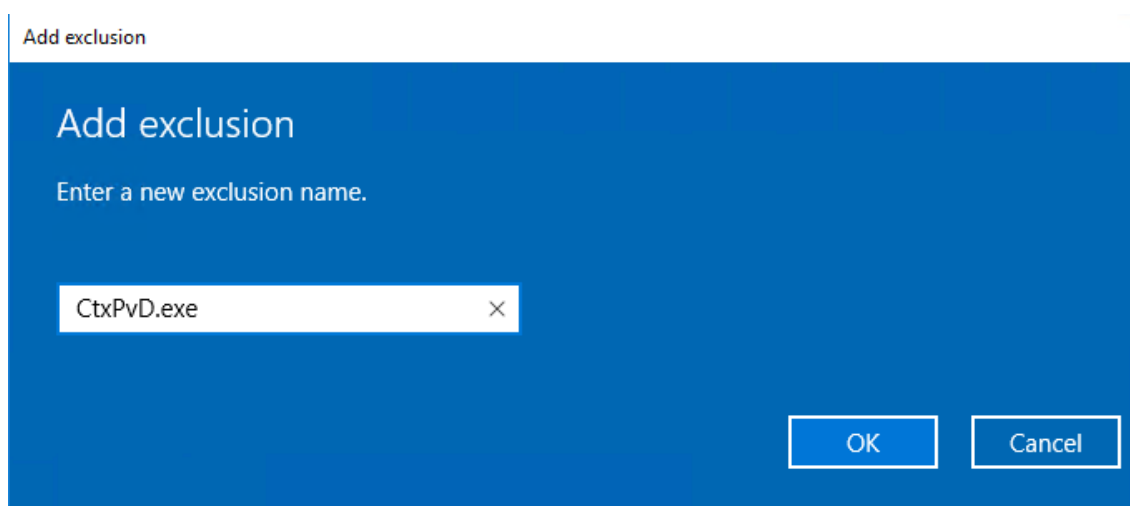 Add exclusion
Add exclusion
Enter a new exclusion name.
CtxPvD.exe
OK Cancel